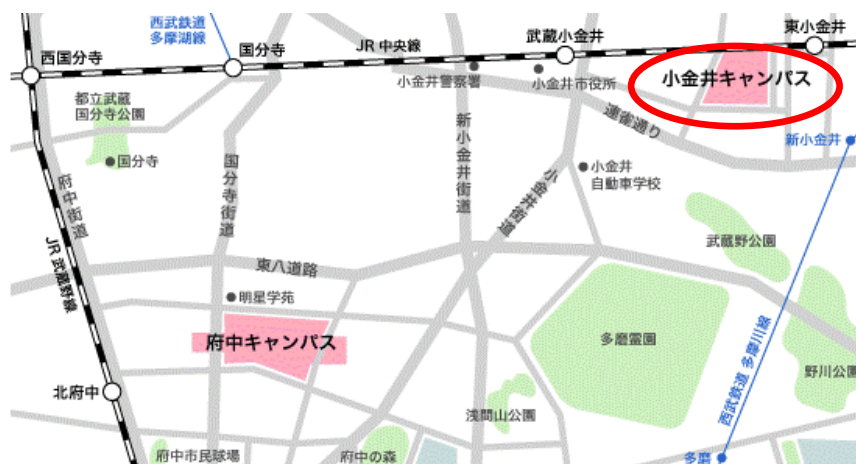 西武鉄道
多摩湖線
国分寺
JR 中央線
武蔵小金井
東小金井
西国分寺
小金井警察署
小金井市役所
小金井キャンパス
都立武蔵
国分寺公園
連雀通り
新小金井
国分寺
国分寺街道
新小金井街道
小金井街道
小金井
自動車学校
府中街道
JR 武蔵野線
武蔵野公園
東八道路
明星学苑
府中キャンパス
多磨霊園
西武鉄道 多摩川線
野川公園
北府中
浅間山公園
府中市民球場
府中の森
多磨